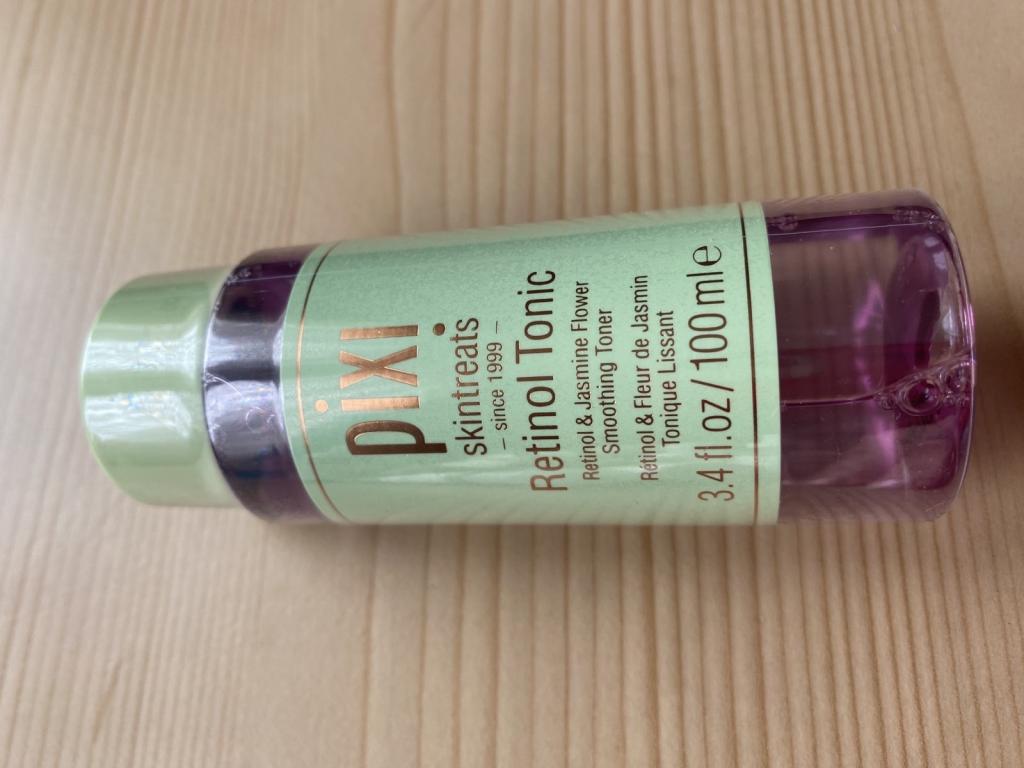 pixi
skintreats
– since 1999 –
Retinol Tonic
Retinol & Jasmine Flower
Smoothing Toner
Rétinol & Fleur de Jasmin
Tonique Lissant
3.4 fl.oz / 100 ml ℮